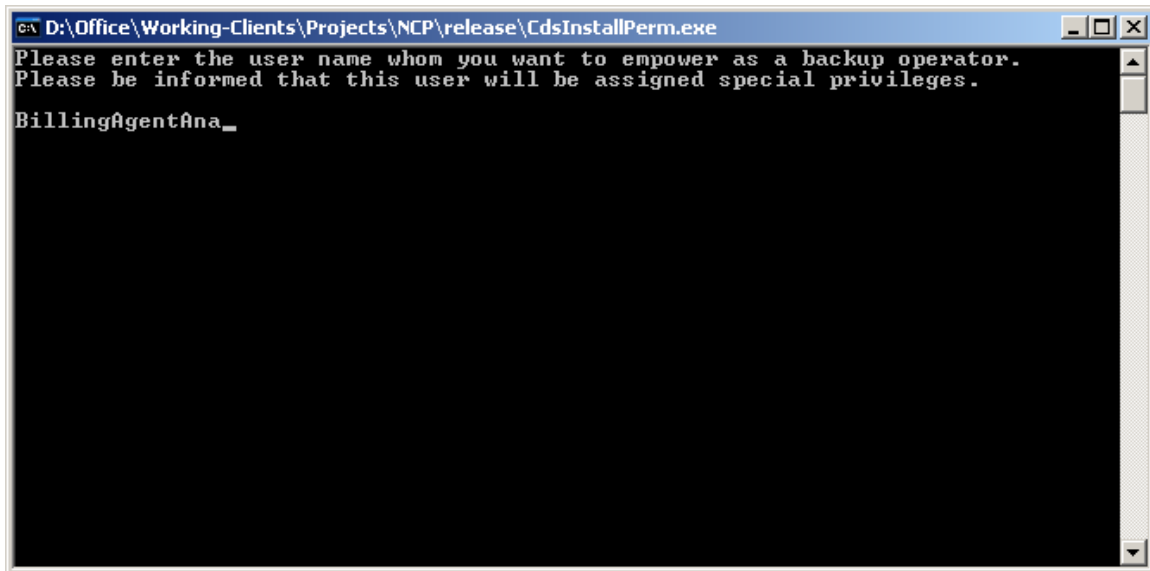 D:\Office\Working-Clients\Projects\NCP\release\CdsInstallPerm.exe
Please enter the user name whom you want to empower as a backup operator.
Please be informed that this user will be assigned special privileges.
BillingAgentAna_